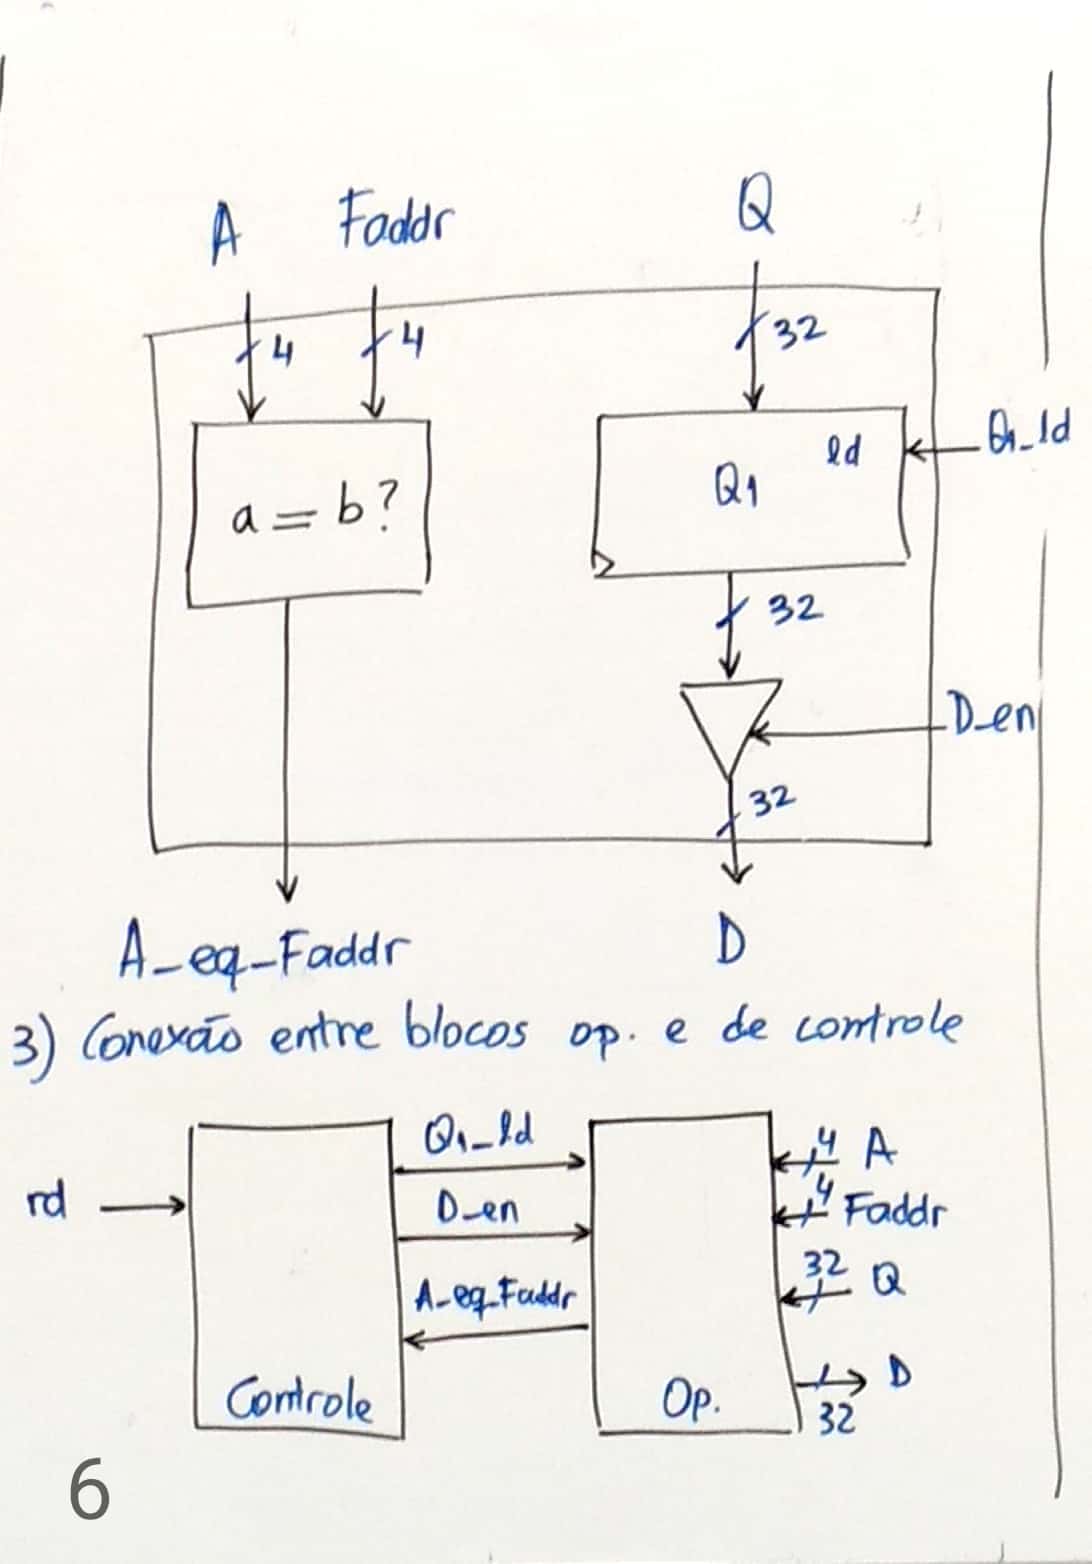 A Faddr Q
4 4 32
Q1_ld
ld
a = b? Q1
32
D_en
32
A_eq_Faddr D
3) Conexão entre blocos op. e de controle
Q1_ld 4 A
rd D_en 4 Faddr
A_eq_Faddr 32 Q
D
Controle Op. 32
6